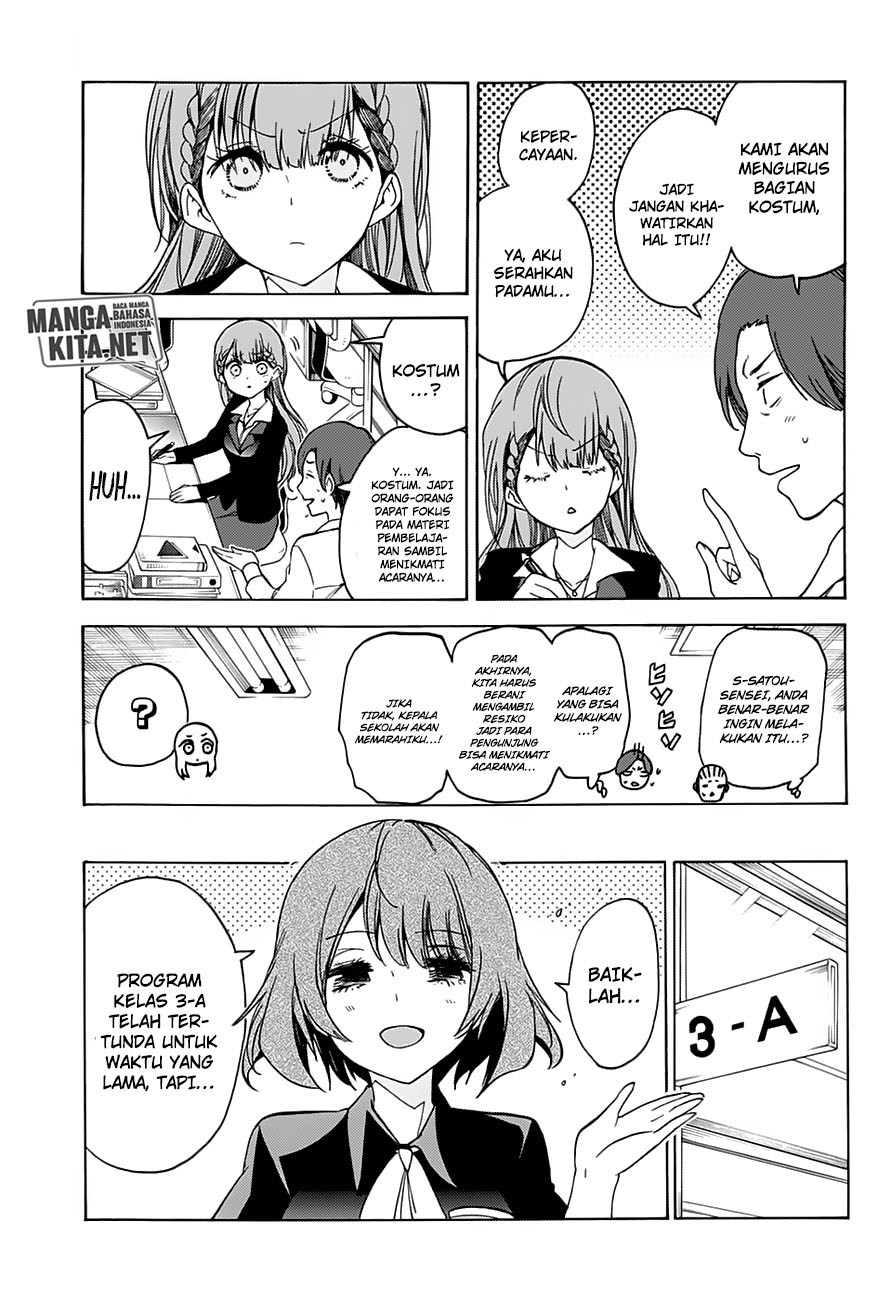 KAMI AKAN
MENGURUS
BAGIAN
KOSTUM,
JADI
JANGAN KHA-
WATIRKAN
HAL ITU!!
KEPER-
CAYAAN.
YA, AKU
SERAHKAN
PADAMU...
MANGA
KITA.NET
BACA MANGA
BAHASA
INDONESIA
KOSTUM
...?
Y... YA.
KOSTUM. JADI
ORANG-ORANG
DAPAT FOKUS
PADA MATERI
PEMBELAJA-
RAN SAMBIL
MENIKMATI
ACARANYA...
HUH...
S-SATOU-
SENSEI, ANDA
BENAR-BENAR
INGIN MELA-
KUKAN ITU...?
ヒソ
ヒソ
APALAGI
YANG BISA
KULAKUKAN
...?
PADA
AKHIRNYA,
KITA HARUS
BERANI
MENGAMBIL
RESIKO
JADI PARA
PENGUNJUNG
BISA MENIKMATI
ACARANYA...
JIKA
TIDAK, KEPALA
SEKOLAH AKAN
MEMARAHIKU...!
?
3-A
BAIK-
LAH...
PROGRAM
KELAS 3-A
TELAH TER-
TUNDA UNTUK
WAKTU YANG
LAMA, TAPI...